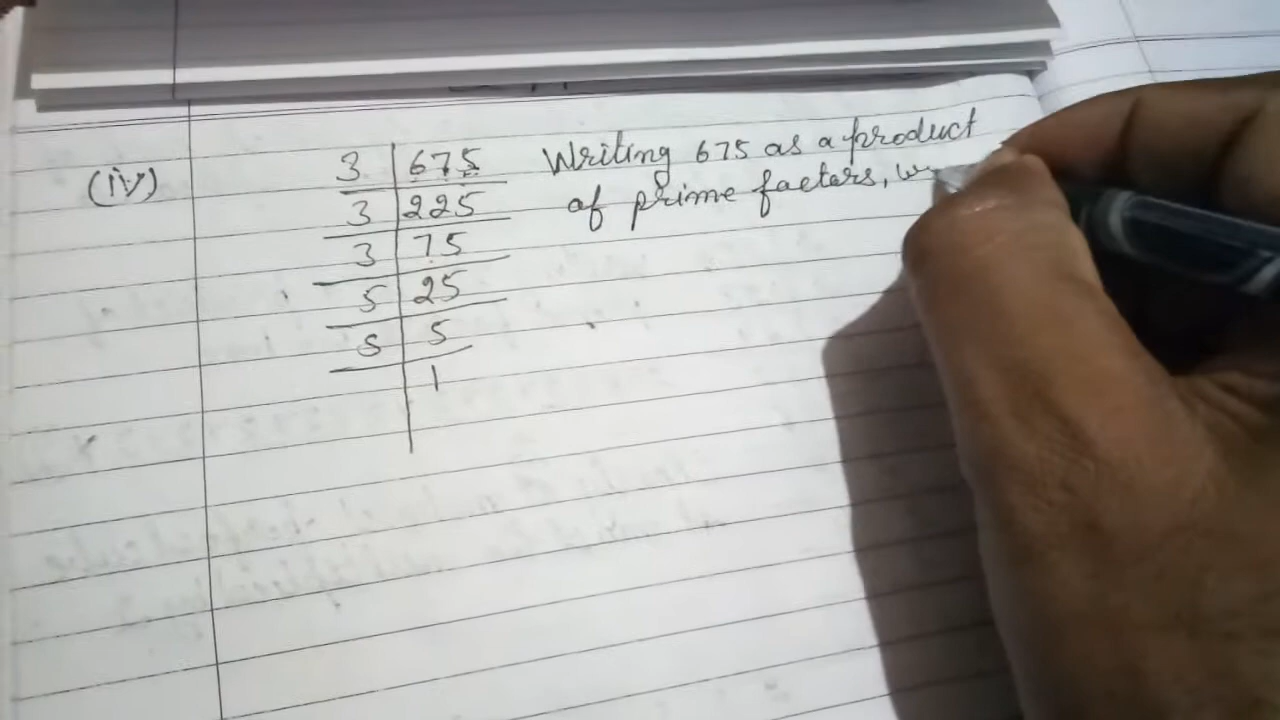 (iv)
3 | 675
3 | 225
3 | 75
5 | 25
5 | 5
1
Writing 675 as a product
of prime factors, w